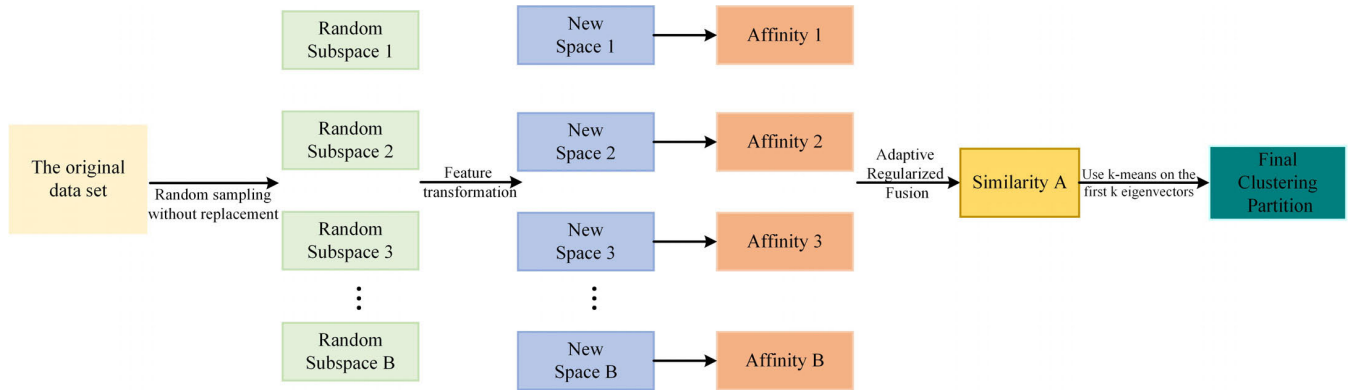 The original
data set
Random sampling
without replacement
Random
Subspace 1
Random
Subspace 2
Random
Subspace 3
Random
Subspace B
Feature
transformation
New
Space 1
New
Space 2
New
Space 3
New
Space B
Affinity 1
Affinity 2
Affinity 3
Affinity B
Adaptive
Regularized
Fusion
Similarity A
Use k-means on the
first k eigenvectors
Final
Clustering
Partition